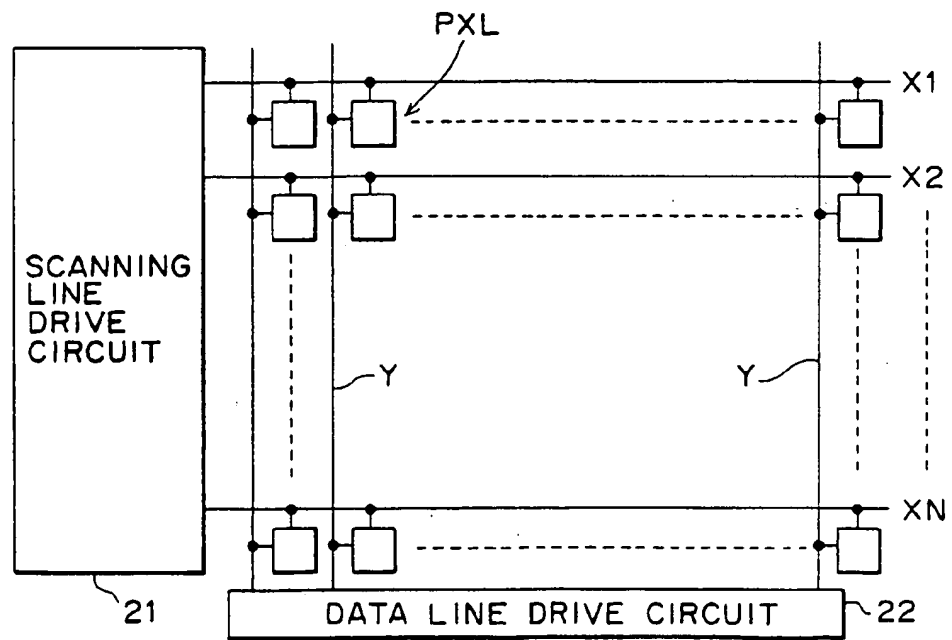 PXL
X1
X2
SCANNING
LINE
DRIVE
CIRCUIT
Y
Y
XN
21
DATA LINE DRIVE CIRCUIT
22